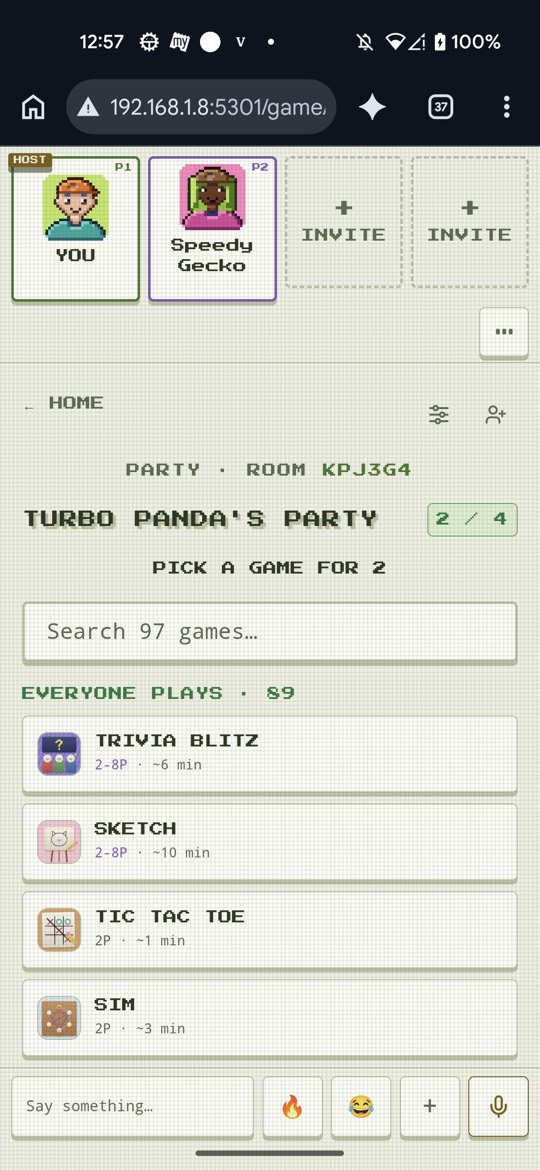 12:57 my V 100%
192.168.1.8:5301/game/ 37
HOST
P1
YOU
P2
Speedy
Gecko
+
INVITE
+
INVITE
...
← HOME
PARTY · ROOM KPJ3G4
TURBO PANDA'S PARTY
2 / 4
PICK A GAME FOR 2
Search 97 games…
EVERYONE PLAYS · 89
?
TRIVIA BLITZ
2-8P · ~6 min
SKETCH
2-8P · ~10 min
TIC TAC TOE
2P · ~1 min
SIM
2P · ~3 min
Say something…
+